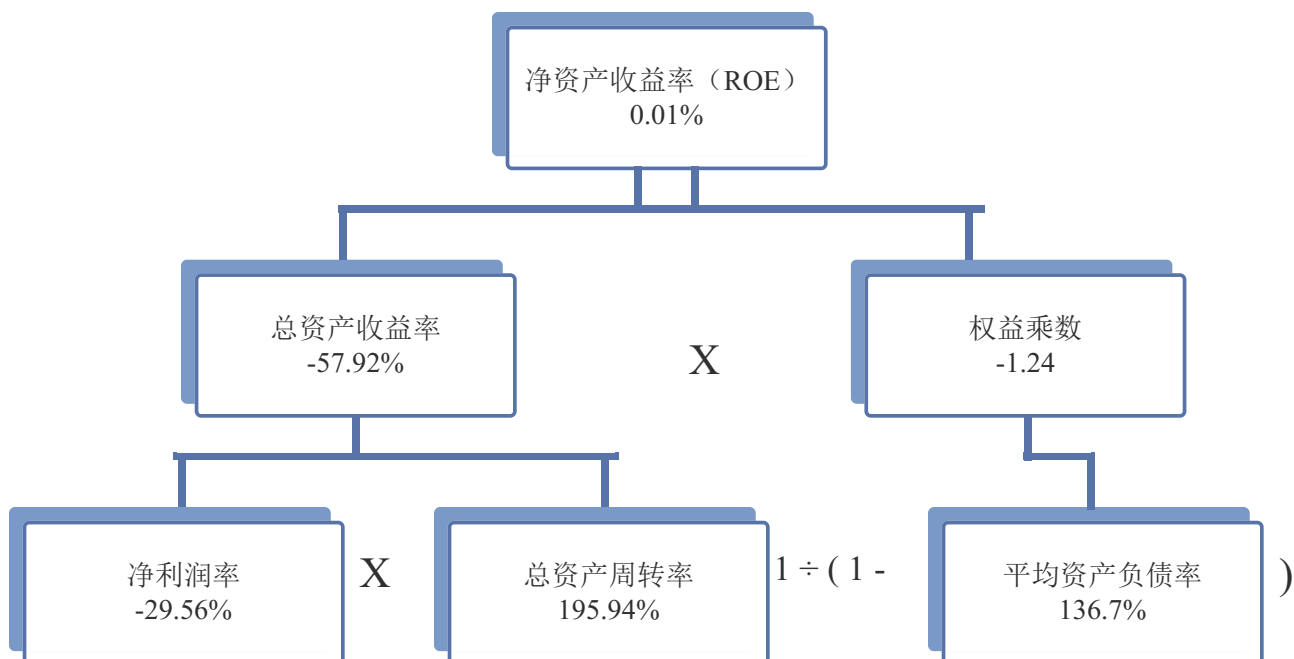 净资产收益率（ROE）
0.01%
总资产收益率
-57.92%
X
权益乘数
-1.24
净利润率
-29.56%
X
总资产周转率
195.94%
1 ÷ ( 1 -
平均资产负债率
136.7%
)